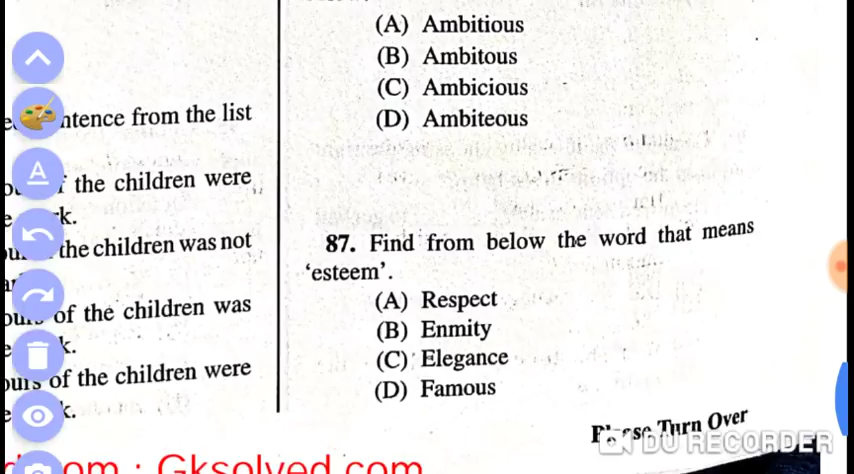 (A) Ambitious
(B) Ambitous
(C) Ambicious
(D) Ambiteous
87. Find from below the word that means
‘esteem’.
(A) Respect
(B) Enmity
(C) Elegance
(D) Famous
Turn Over
sentence from the list
the children were
the children was not
of the children was
of the children were
A
DU RECORDER
Gksolved.com